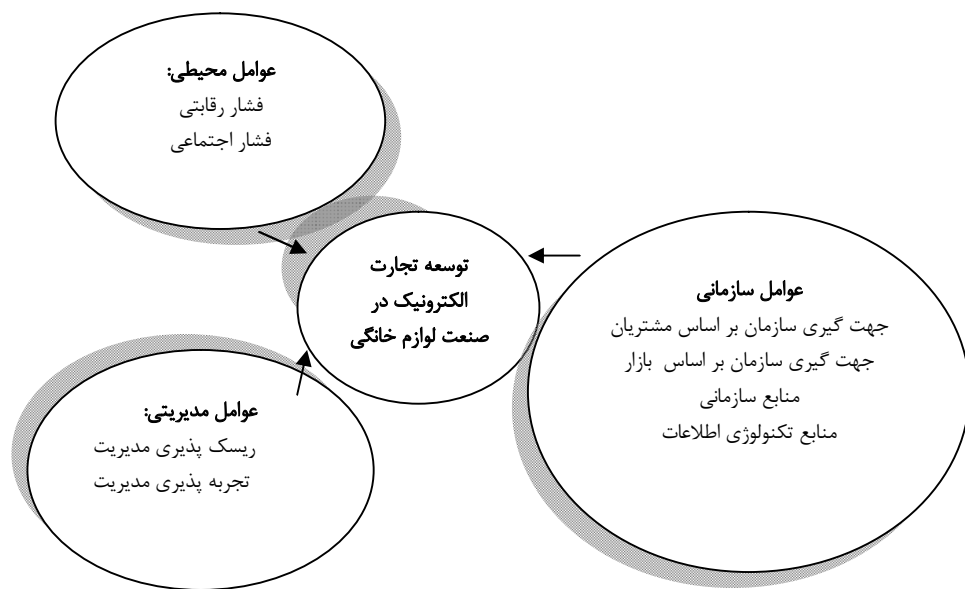 عوامل محیطی:
فشار رقابتی
فشار اجتماعی
توسعه تجارت
الکترونیک در
صنعت لوازم خانگی
عوامل سازمانی
جهت گیری سازمان بر اساس مشتریان
جهت گیری سازمان بر اساس بازار
منابع سازمانی
منابع تکنولوژی اطلاعات
عوامل مدیریتی:
ریسک پذیری مدیریت
تجربه پذیری مدیریت